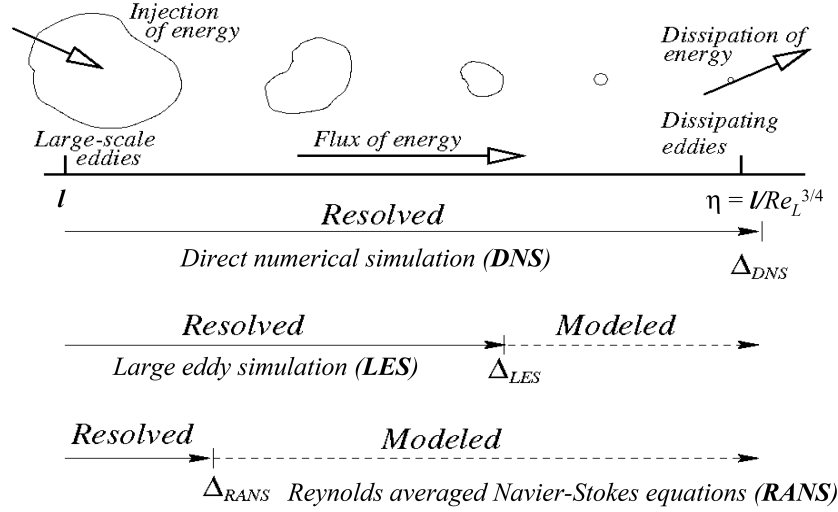 Injection of energy
Dissipation of energy
Large-scale eddies
Flux of energy
Dissipating eddies
l
η = l/Re_L^3/4
Resolved
Direct numerical simulation (DNS)
Δ_DNS
Resolved
Modeled
Large eddy simulation (LES)
Δ_LES
Resolved
Modeled
Δ_RANS
Reynolds averaged Navier-Stokes equations (RANS)